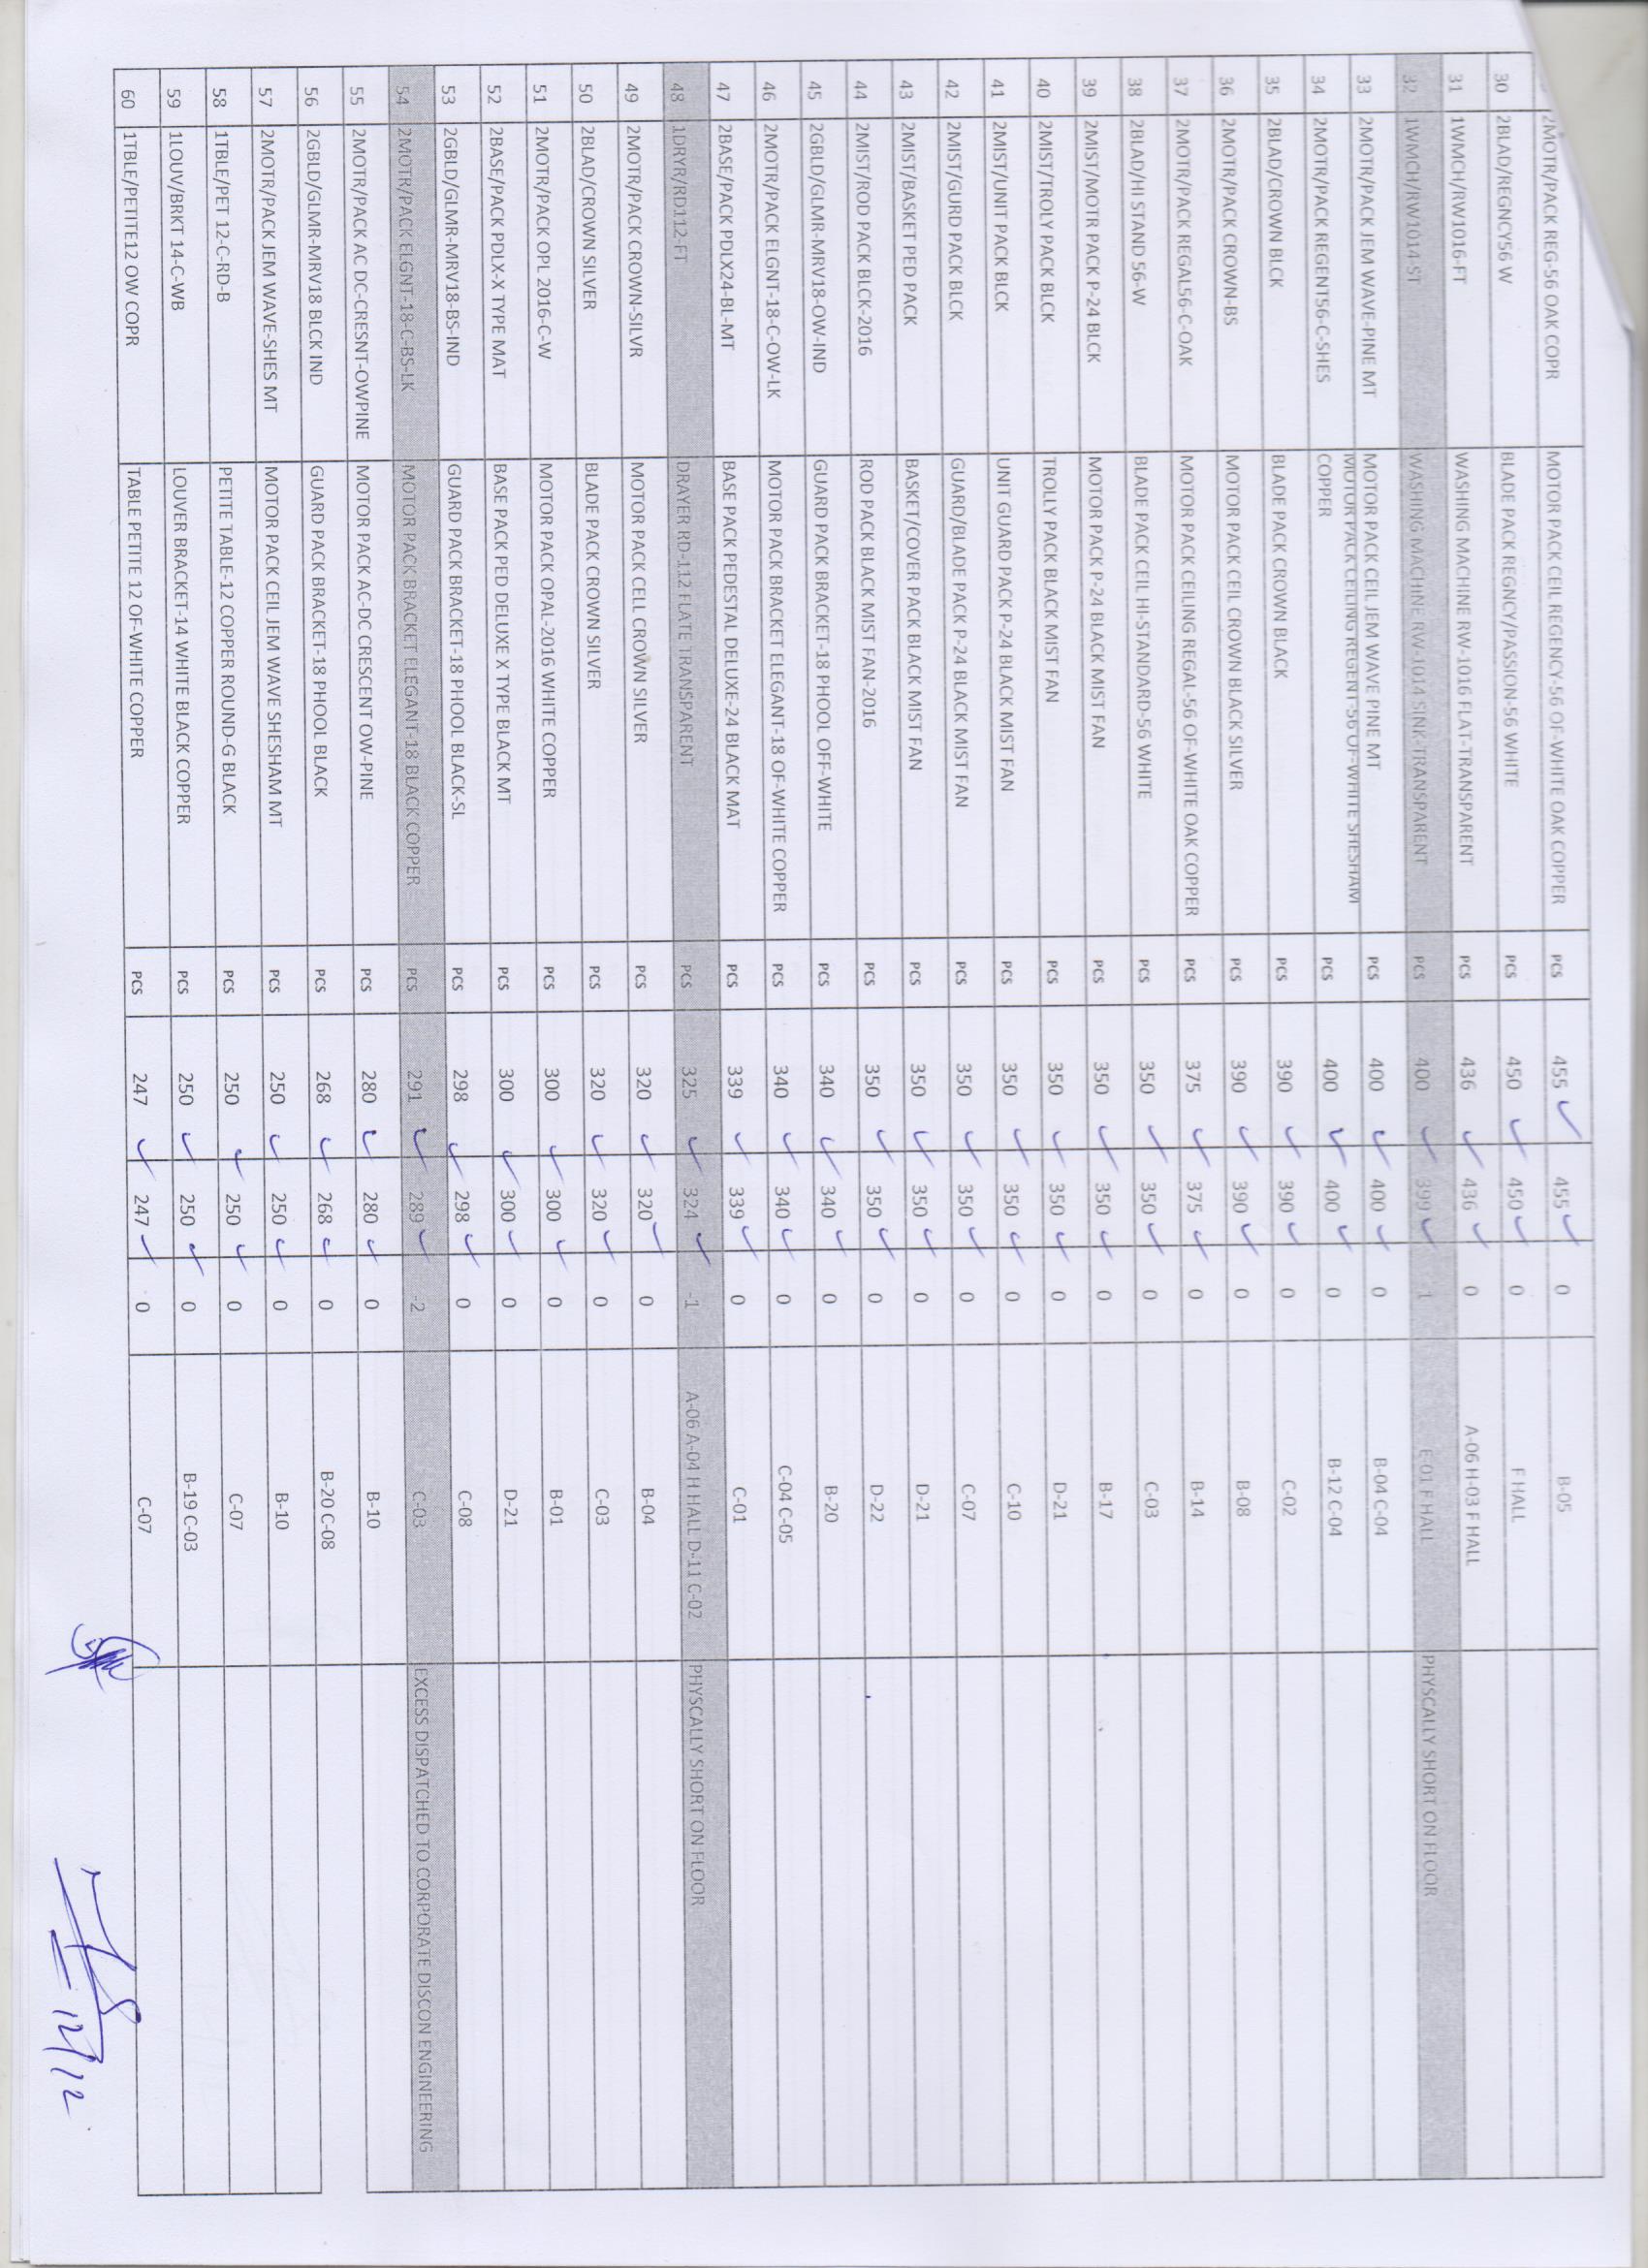 2MOTR/PACK REG-56 OAK COPR MOTOR PACK CEIL REGENCY-56 OF-WHITE OAK COPPER PCS 455 455 0 B-05
30 2BLAD/REGNCY56 W BLADE PACK REGNCY/PASSION-56 WHITE PCS 450 450 0 F HALL
31 1WMCH/RW1016-FT WASHING MACHINE RW-1016 FLAT-TRANSPARENT PCS 436 436 0 A-06 H-03 F HALL
32 1WMCH/RW1014-ST WASHING MACHINE RW-1014 SINK-TRANSPARENT PCS 400 399 -1 E-01 F HALL PHYSCALLY SHORT ON FLOOR
33 2MOTR/PACK JEM WAVE-PINE MT MOTOR PACK CEIL JEM WAVE PINE MT PCS 400 400 0 B-04 C-04
34 2MOTR/PACK REGENT56-C-SHES MOTOR PACK CEILING REGENT-56 OF-WHITE SHESHAM COPPER PCS 400 400 0 B-12 C-04
35 2BLAD/CROWN BLCK BLADE PACK CROWN BLACK PCS 390 390 0 C-02
36 2MOTR/PACK CROWN-BS MOTOR PACK CEIL CROWN BLACK SILVER PCS 390 390 0 B-08
37 2MOTR/PACK REGAL56-C-OAK MOTOR PACK CEILING REGAL-56 OF-WHITE OAK COPPER PCS 375 375 0 B-14
38 2BLAD/HI STAND 56-W BLADE PACK CEIL HI-STANDARD-56 WHITE PCS 350 350 0 C-03
39 2MIST/MOTR PACK P-24 BLCK MOTOR PACK P-24 BLACK MIST FAN PCS 350 350 0 B-17
40 2MIST/TROLY PACK BLCK TROLLY PACK BLACK MIST FAN PCS 350 350 0 D-21
41 2MIST/UNIT PACK BLCK UNIT GUARD PACK P-24 BLACK MIST FAN PCS 350 350 0 C-10
42 2MIST/GURD PACK BLCK GUARD/BLADE PACK P-24 BLACK MIST FAN PCS 350 350 0 C-07
43 2MIST/BASKET PED PACK BASKET/COVER PACK BLACK MIST FAN PCS 350 350 0 D-21
44 2MIST/ROD PACK BLCK-2016 ROD PACK BLACK MIST FAN-2016 PCS 350 350 0 D-22
45 2GBLD/GLMR-MRV18-OW-IND GUARD PACK BRACKET-18 PHOOL OFF-WHITE PCS 340 340 0 B-20
46 2MOTR/PACK ELGNT-18-C-OW-LK MOTOR PACK BRACKET ELEGANT-18 OF-WHITE COPPER PCS 340 340 0 C-04 C-05
47 2BASE/PACK PDLX24-BL-MT BASE PACK PEDESTAL DELUXE-24 BLACK MAT PCS 339 339 0 C-01
48 1DRYR/RD112-FT DRAYER RD-112 FLATE TRANSPARENT PCS 325 324 -1 A-06 A-04 H HALL D-11 C-02 PHYSCALLY SHORT ON FLOOR
49 2MOTR/PACK CROWN-SILVR MOTOR PACK CELL CROWN SILVER PCS 320 320 0 B-04
50 2BLAD/CROWN SILVER BLADE PACK CROWN SILVER PCS 320 320 0 C-03
51 2MOTR/PACK OPL 2016-C-W MOTOR PACK OPAL-2016 WHITE COPPER PCS 300 300 0 B-01
52 2BASE/PACK PDLX-X TYPE MAT BASE PACK PED DELUXE X TYPE BLACK MT PCS 300 300 0 D-21
53 2GBLD/GLMR-MRV18-BS-IND GUARD PACK BRACKET-18 PHOOL BLACK-SL PCS 298 298 0 C-08
54 2MOTR/PACK ELGNT-18-C-BS-LK MOTOR PACK BRACKET ELEGANT-18 BLACK COPPER PCS 291 289 -2 C-03 EXCESS DISPATCHED TO CORPORATE DISCON ENGINEERING
55 2MOTR/PACK AC DC-CRESNT-OWPINE MOTOR PACK AC-DC CRESCENT OW-PINE PCS 280 280 0 B-10
56 2GBLD/GLMR-MRV18 BLCK IND GUARD PACK BRACKET-18 PHOOL BLACK PCS 268 268 0 B-20 C-08
57 2MOTR/PACK JEM WAVE-SHES MT MOTOR PACK CEIL JEM WAVE SHESHAM MT PCS 250 250 0 B-10
58 1TBLE/PET 12-C-RD-B PETITE TABLE-12 COPPER ROUND-G BLACK PCS 250 250 0 C-07
59 1LOUV/BRKT 14-C-WB LOUVER BRACKET-14 WHITE BLACK COPPER PCS 250 250 0 B-19 C-03
60 1TBLE/PETITE12 OW COPR TABLE PETITE 12 OF-WHITE COPPER PCS 247 247 0 C-07
12/12